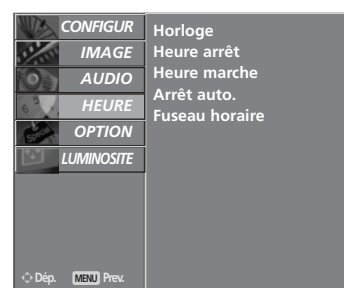 CONFIGUR
IMAGE
AUDIO
HEURE
OPTION
LUMINOSITE
Horloge
Heure arrêt
Heure marche
Arrêt auto.
Fuseau horaire
Dép. MENU Prev.